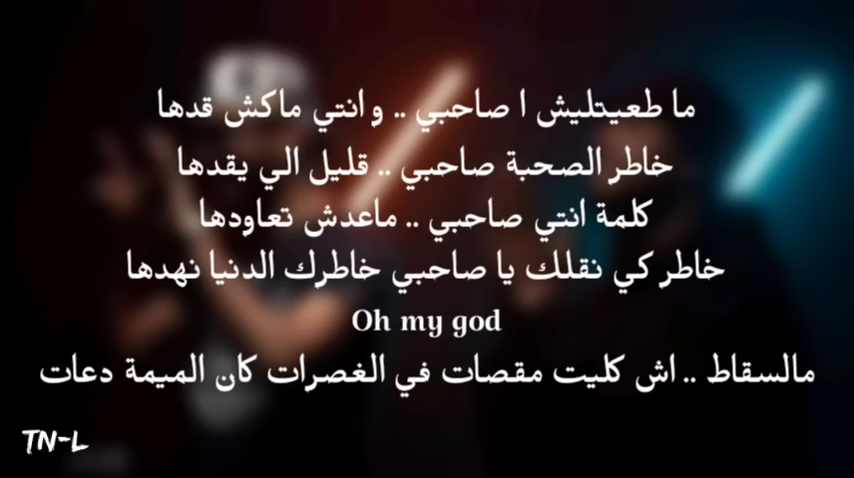 ما طعيتليش ا صاحبي .. وانتي ماكش قدها
خاطر الصحبة صاحبي .. قليل الي يقدها
كلمة انتي صاحبي .. ماعدش تعاودها
خاطر كي نقلك يا صاحبي خاطرك الدنيا نهدها
Oh my god
مالسقاط .. اش كليت مقصات في الغصرات كان الميمة دعات
TN-L